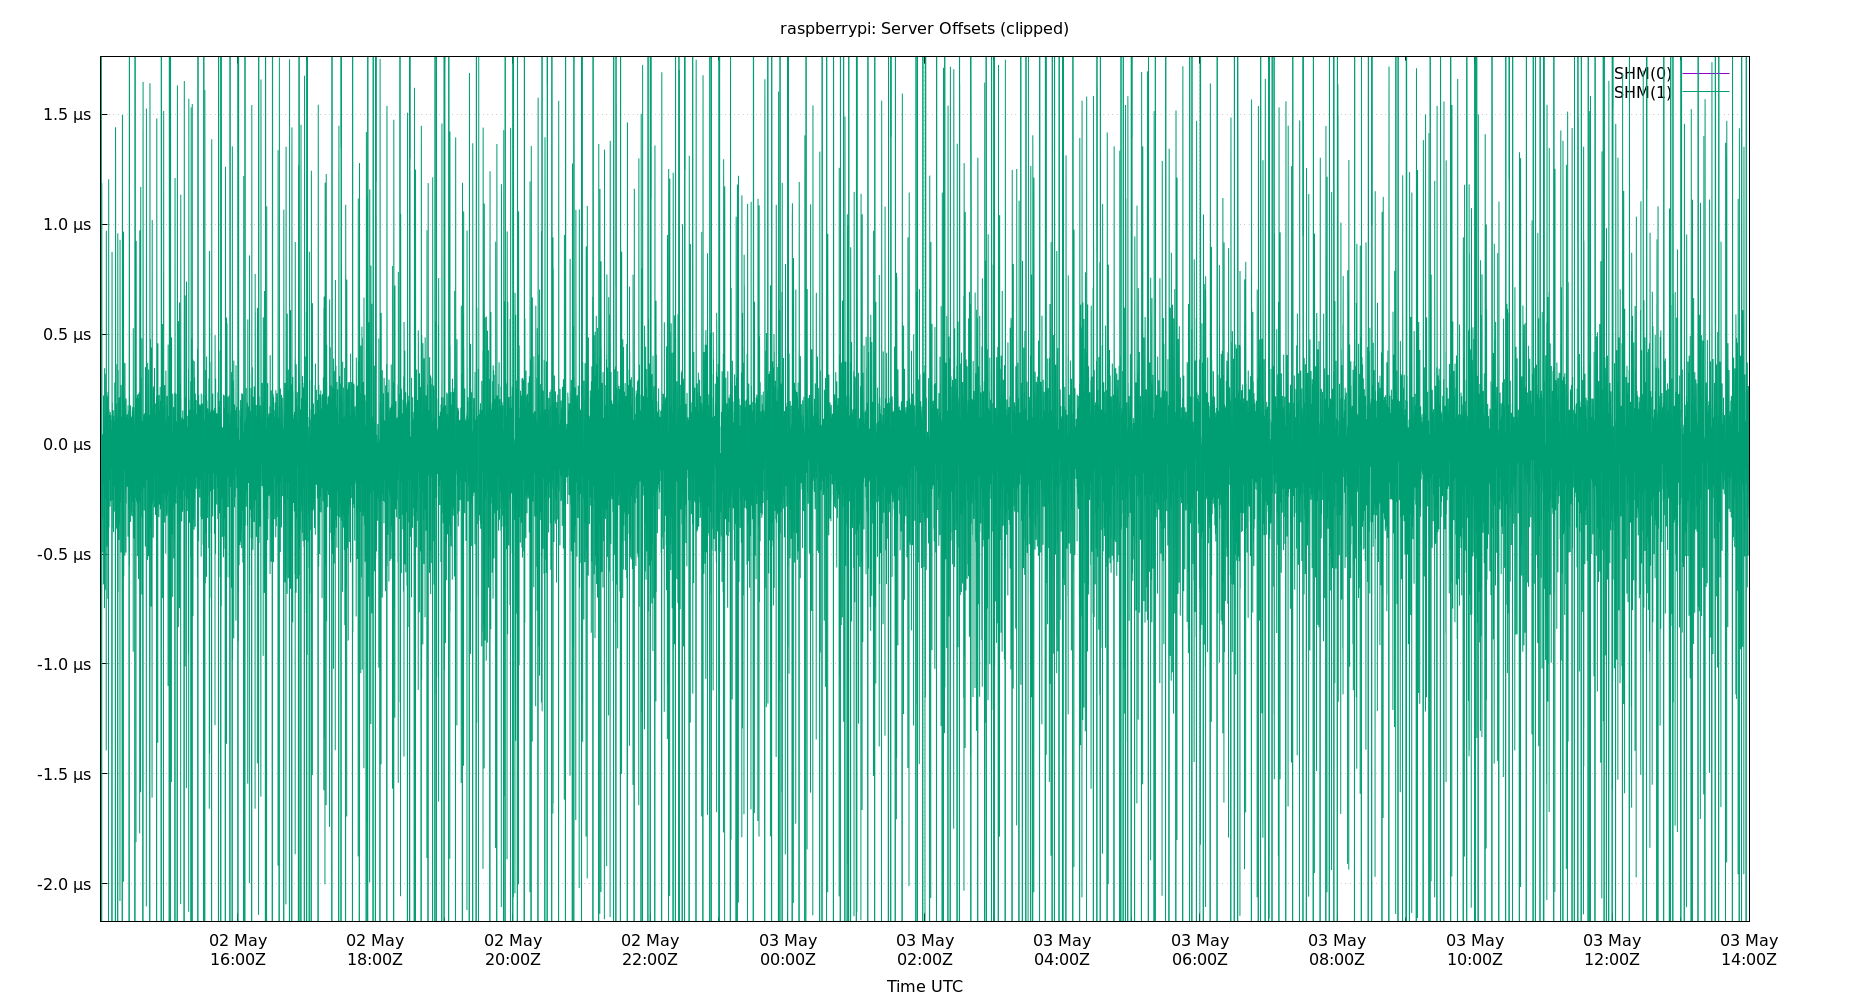 raspberrypi: Server Offsets (clipped)
SHM(0)
SHM(1)
1.5 µs
1.0 µs
0.5 µs
0.0 µs
-0.5 µs
-1.0 µs
-1.5 µs
-2.0 µs
02 May 02 May 02 May 02 May 03 May 03 May 03 May 03 May 03 May 03 May 03 May 03 May
16:00Z 18:00Z 20:00Z 22:00Z 00:00Z 02:00Z 04:00Z 06:00Z 08:00Z 10:00Z 12:00Z 14:00Z
Time UTC